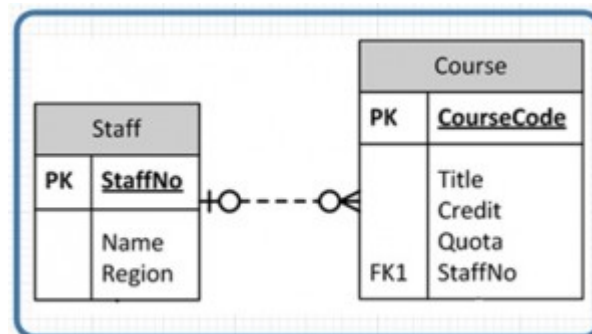 Staff
PK StaffNo
Name
Region
Course
PK CourseCode
Title
Credit
Quota
FK1 StaffNo